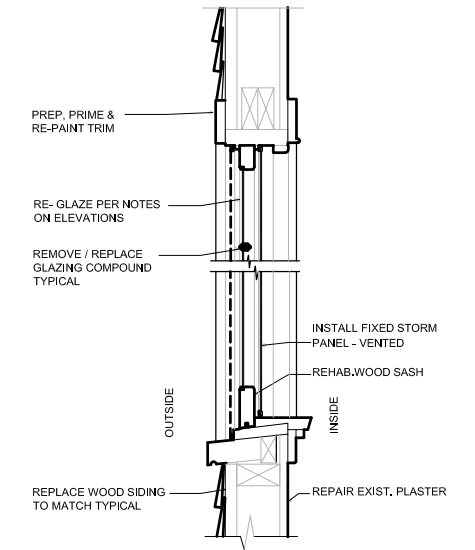 PREP, PRIME &
RE-PAINT TRIM
RE- GLAZE PER NOTES
ON ELEVATIONS
REMOVE / REPLACE
GLAZING COMPOUND
TYPICAL
INSTALL FIXED STORM
PANEL - VENTED
REHAB.WOOD SASH
OUTSIDE
INSIDE
REPLACE WOOD SIDING
TO MATCH TYPICAL
REPAIR EXIST. PLASTER